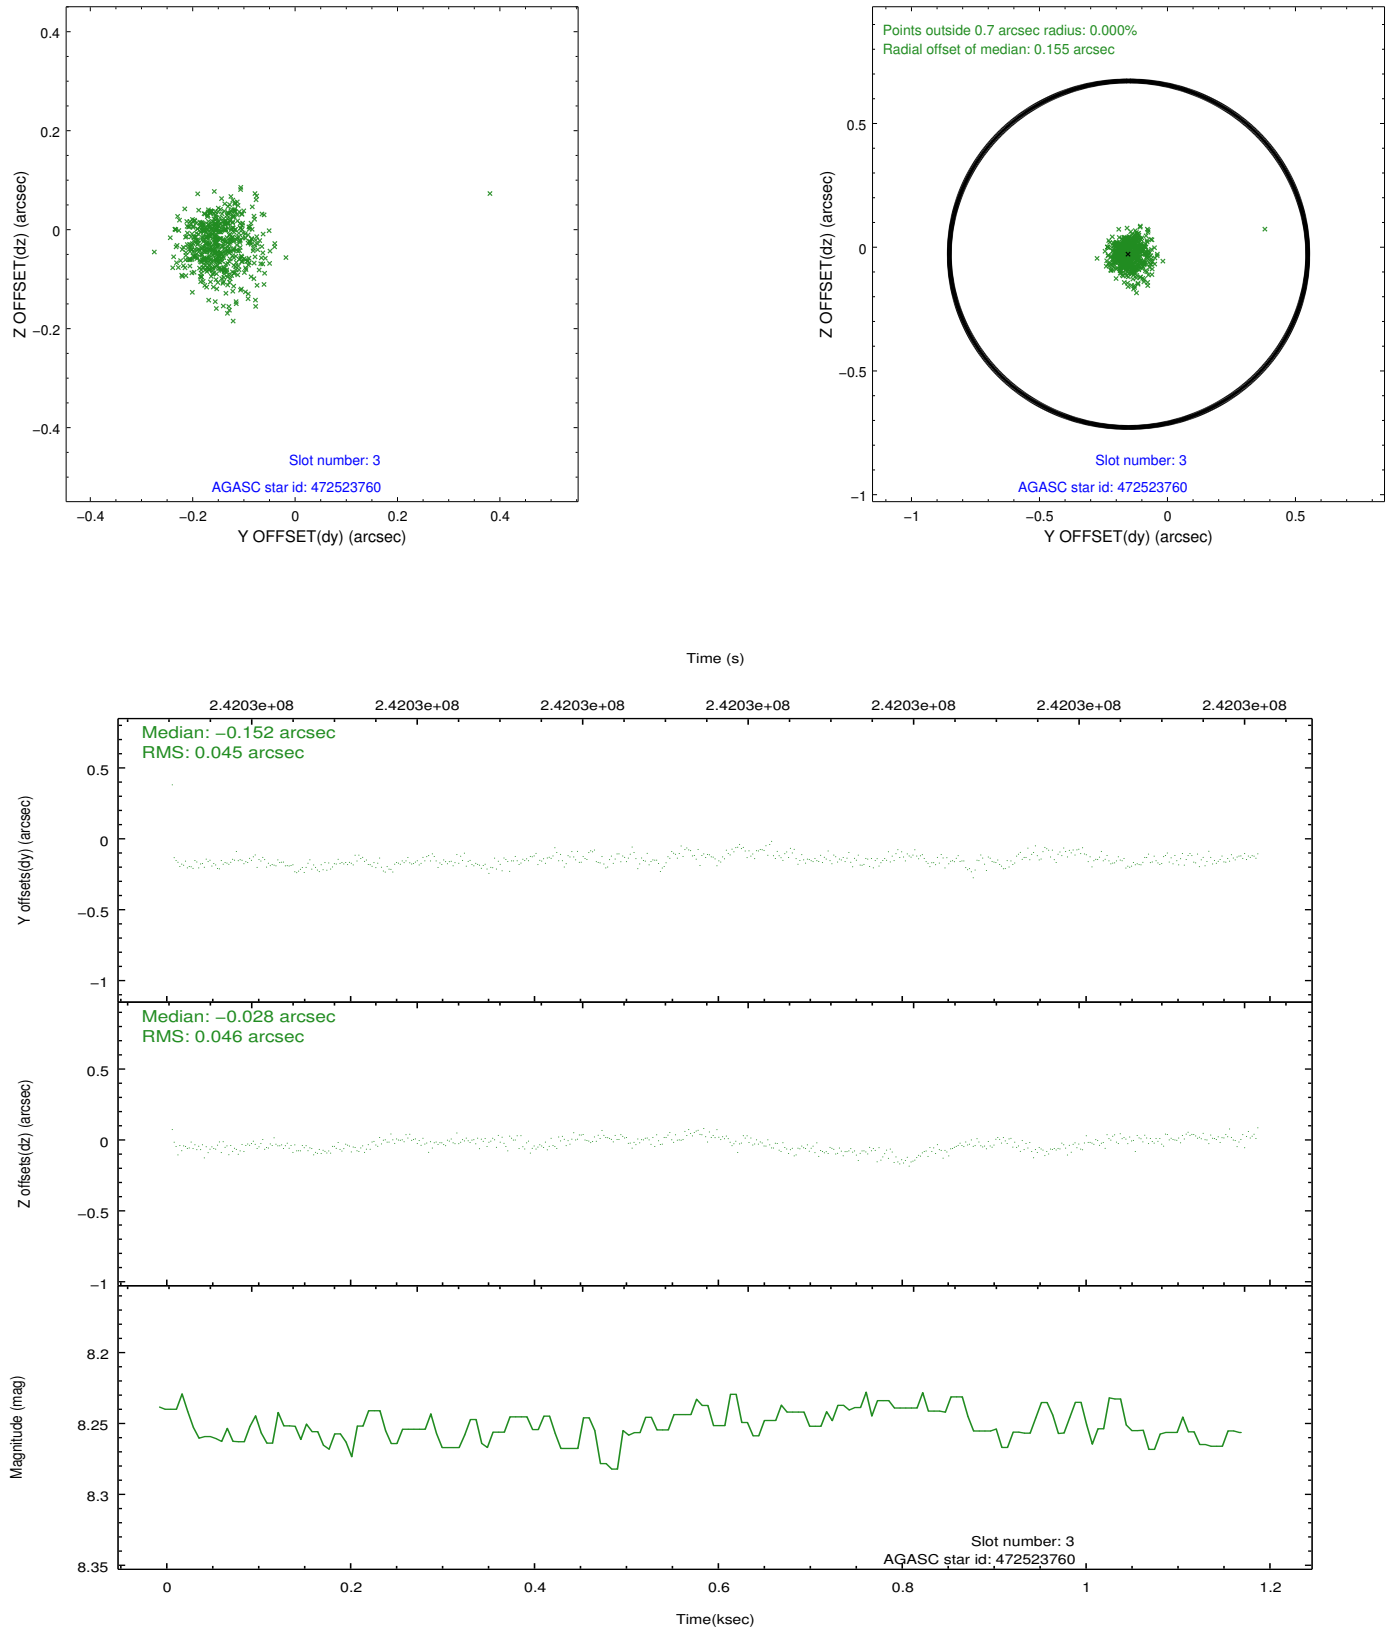 0.4
0.2
0
−0.2
−0.4
Z OFFSET(dz) (arcsec)
Slot number: 3
AGASC star id: 472523760
−0.4 −0.2 0 0.2 0.4
Y OFFSET(dy) (arcsec)
Points outside 0.7 arcsec radius: 0.000%
Radial offset of median: 0.155 arcsec
0.5
0
−0.5
−1
Z OFFSET(dz) (arcsec)
Slot number: 3
AGASC star id: 472523760
−1 −0.5 0 0.5
Y OFFSET(dy) (arcsec)
Time (s)
2.4203e+08 2.4203e+08 2.4203e+08 2.4203e+08 2.4203e+08 2.4203e+08 2.4203e+08
Median: −0.152 arcsec
RMS: 0.045 arcsec
0.5
0
−0.5
−1
Y offsets(dy) (arcsec)
Median: −0.028 arcsec
RMS: 0.046 arcsec
0.5
0
−0.5
−1
Z offsets(dz) (arcsec)
8.2
8.25
8.3
8.35
Magnitude (mag)
Slot number: 3
AGASC star id: 472523760
0 0.2 0.4 0.6 0.8 1 1.2
Time(ksec)